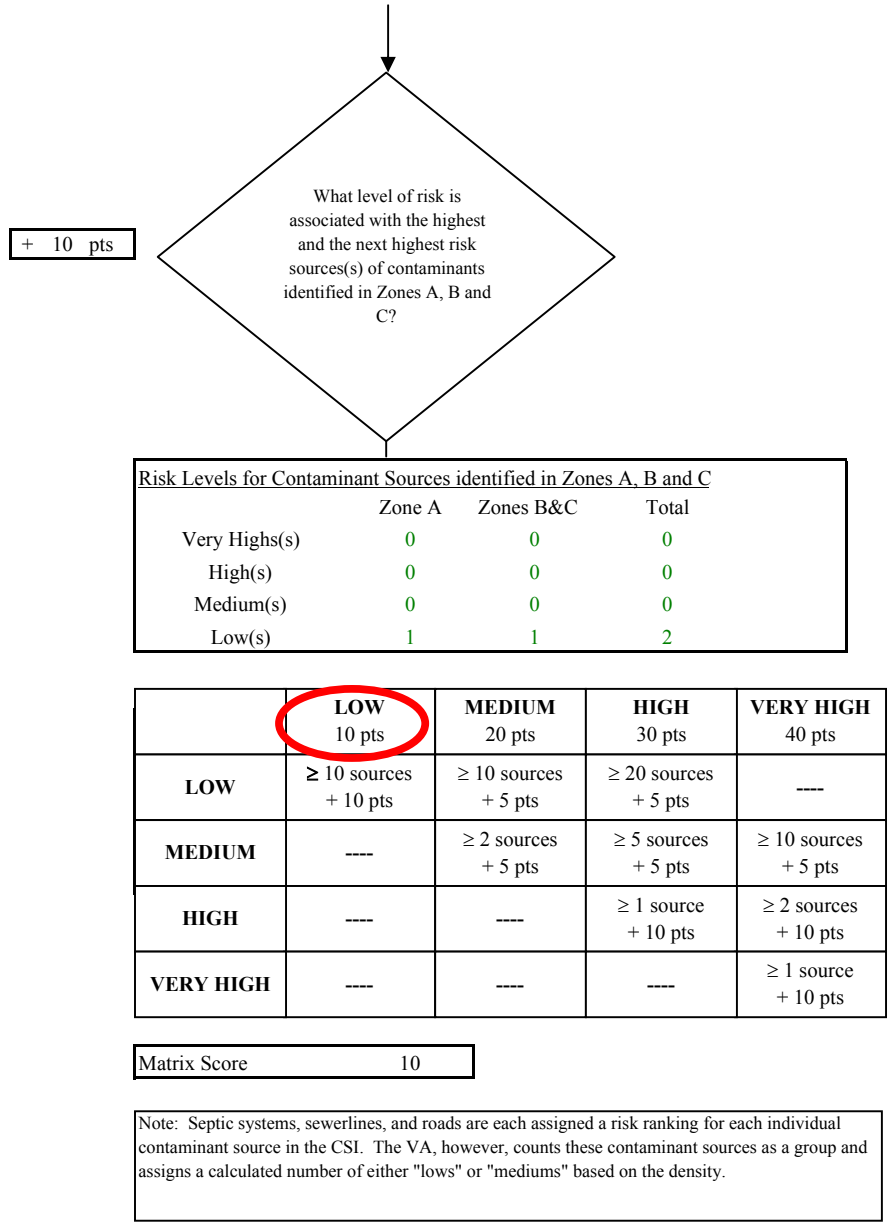 What level of risk is
associated with the highest
+ 10 pts
and the next highest risk
sources(s) of contaminants
identified in Zones A, B and
C?
Risk Levels for Contaminant Sources identified in Zones A, B and C
Zone A Zones B&C Total
Very Highs(s) 0 0 0
High(s) 0 0 0
Medium(s) 0 0 0
Low(s) 1 1 2
LOW MEDIUM HIGH VERY HIGH
10 pts 20 pts 30 pts 40 pts
LOW
≥ 10 sources ≥ 10 sources ≥ 20 sources ----
+ 10 pts + 5 pts + 5 pts
MEDIUM
---- ≥ 2 sources ≥ 5 sources ≥ 10 sources
+ 5 pts + 5 pts + 5 pts
HIGH
---- ---- ≥ 1 source ≥ 2 sources
+ 10 pts + 10 pts
VERY HIGH
---- ---- ---- ≥ 1 source
+ 10 pts
Matrix Score 10
Note: Septic systems, sewerlines, and roads are each assigned a risk ranking for each individual
contaminant source in the CSI. The VA, however, counts these contaminant sources as a group and
assigns a calculated number of either "lows" or "mediums" based on the density.